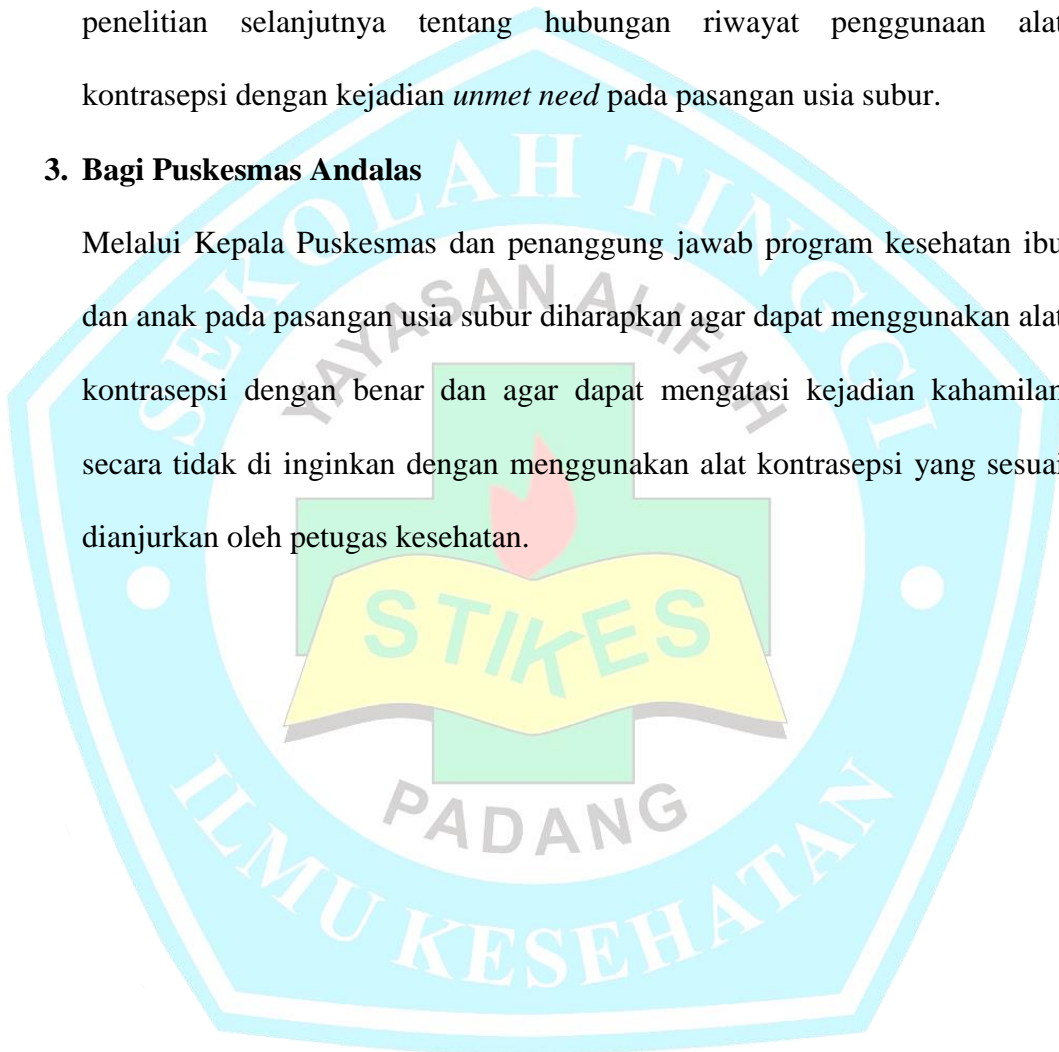 penelitian selanjutnya tentang hubungan riwayat penggunaan alat
kontrasepsi dengan kejadian unmet need pada pasangan usia subur.
3. Bagi Puskesmas Andalas
Melalui Kepala Puskesmas dan penanggung jawab program kesehatan ibu
dan anak pada pasangan usia subur diharapkan agar dapat menggunakan alat
kontrasepsi dengan benar dan agar dapat mengatasi kejadian kahamilan
secara tidak di inginkan dengan menggunakan alat kontrasepsi yang sesuai
dianjurkan oleh petugas kesehatan.
SEKOLAH TINGGI
YAYASAN ALIFAH
STIKES
PADANG
ILMU KESEHATAN